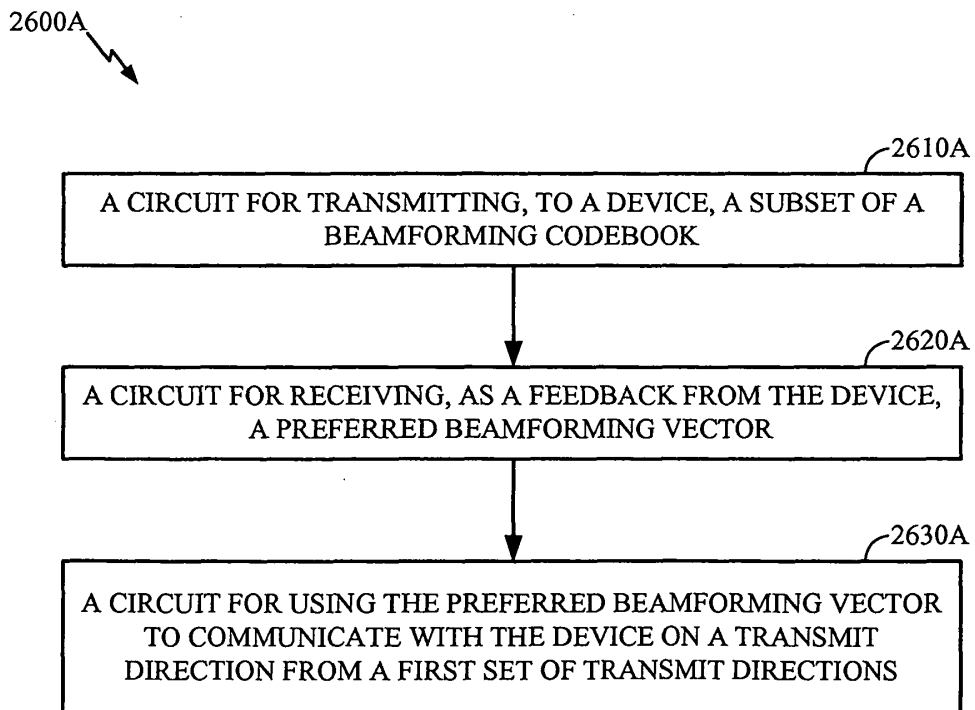 2600A
2610A
A CIRCUIT FOR TRANSMITTING, TO A DEVICE, A SUBSET OF A
BEAMFORMING CODEBOOK
2620A
A CIRCUIT FOR RECEIVING, AS A FEEDBACK FROM THE DEVICE,
A PREFERRED BEAMFORMING VECTOR
2630A
A CIRCUIT FOR USING THE PREFERRED BEAMFORMING VECTOR
TO COMMUNICATE WITH THE DEVICE ON A TRANSMIT
DIRECTION FROM A FIRST SET OF TRANSMIT DIRECTIONS